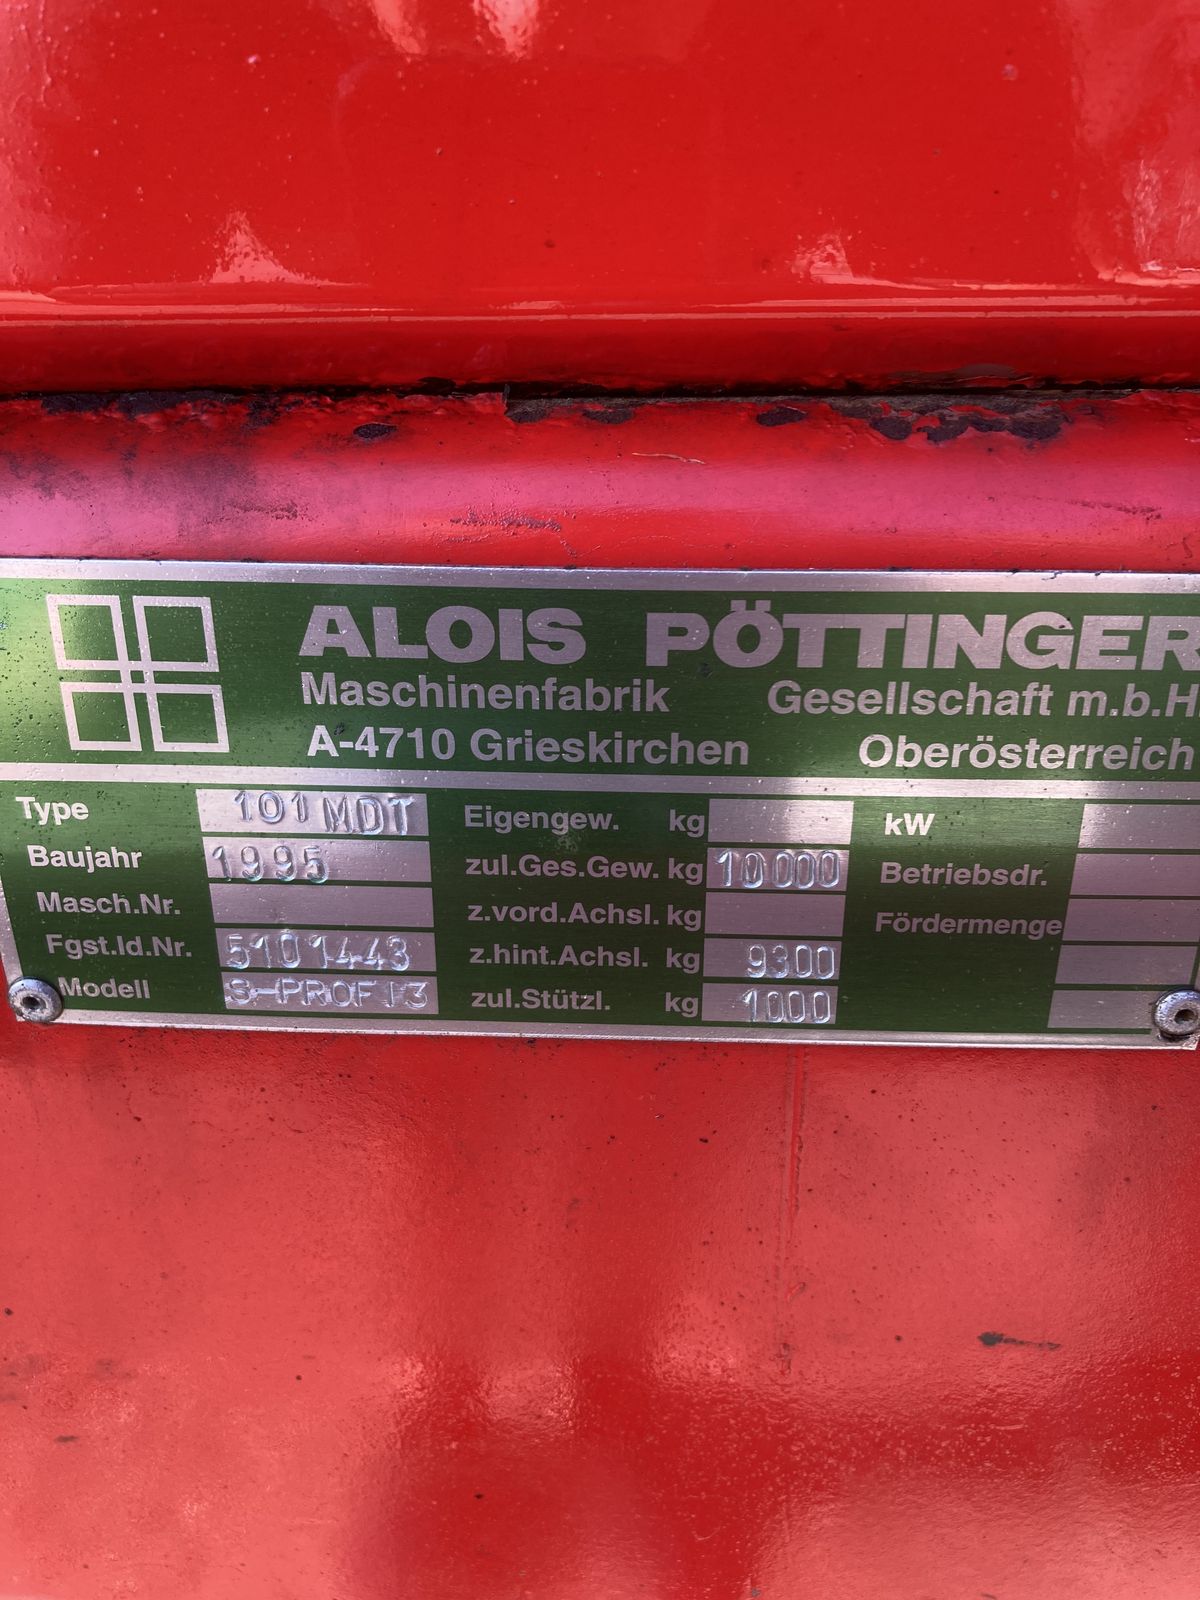 ALOIS PÖTTINGER
Maschinenfabrik Gesellschaft m.b.H
A-4710 Grieskirchen Oberösterreich
Type 101 MDT Eigengew. kg kW
Baujahr 1995 zul.Ges.Gew. kg 10000 Betriebsdr.
Masch.Nr. z.vord.Achsl. kg Fördermenge
Fgst.Id.Nr. 5101443 z.hint.Achsl. kg 9300
Modell S-PROFI3 zul.Stützl. kg 1000